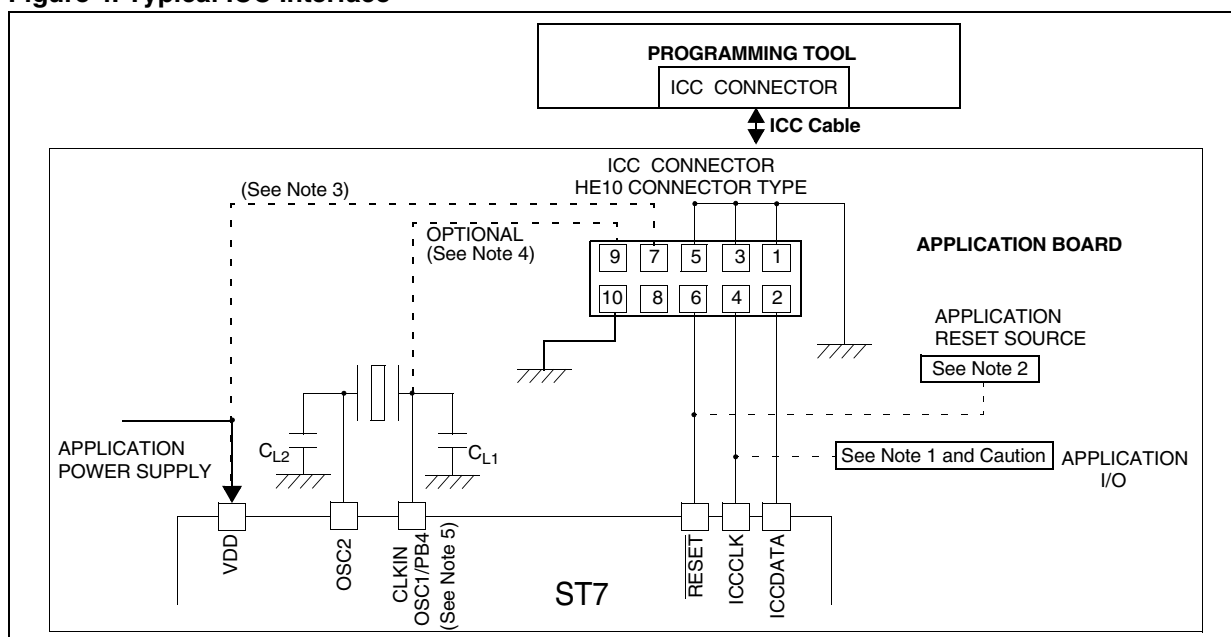 PROGRAMMING TOOL
ICC CONNECTOR
ICC Cable
ICC CONNECTOR
HE10 CONNECTOR TYPE
(See Note 3)
OPTIONAL
(See Note 4)
9 7 5 3 1
10 8 6 4 2
APPLICATION BOARD
APPLICATION
RESET SOURCE
See Note 2
APPLICATION
POWER SUPPLY
CL2
CL1
See Note 1 and Caution
APPLICATION
I/O
VDD
OSC2
CLKIN
OSC1/PB4
(See Note 5)
RESET
ICCCLK
ICCDATA
ST7